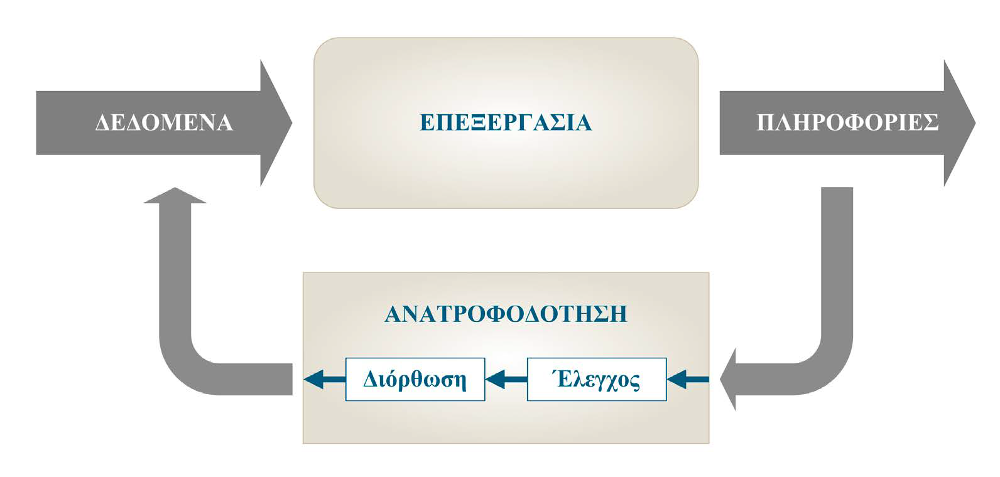 ΔΕΔΟΜΕΝΑ
ΕΠΕΞΕΡΓΑΣΙΑ
ΠΛΗΡΟΦΟΡΙΕΣ
ΑΝΑΤΡΟΦΟΔΟΤΗΣΗ
Διόρθωση
Έλεγχος